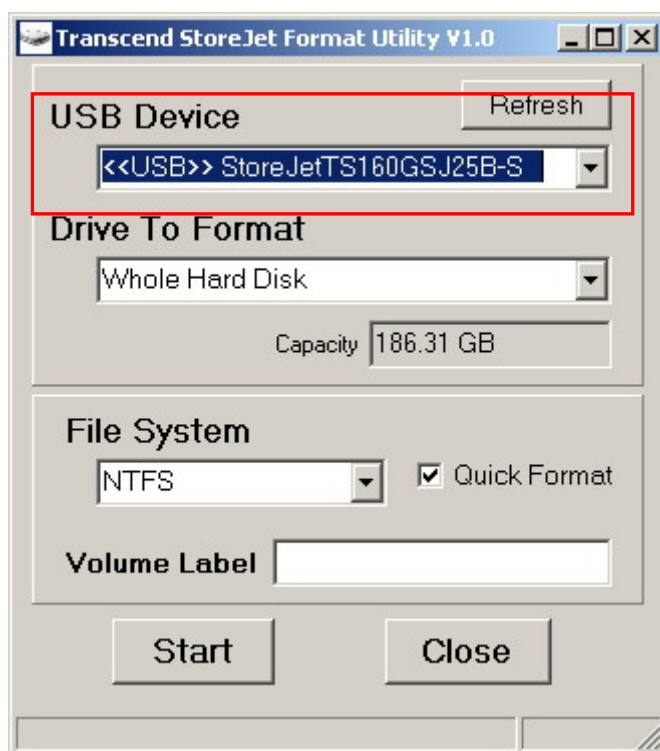 Transcend StoreJet Format Utility V1.0
Refresh
USB Device
<<USB>> StoreJetTS160GSJ25B-S
Drive To Format
Whole Hard Disk
Capacity 186.31 GB
File System
NTFS Quick Format
Volume Label
Start Close